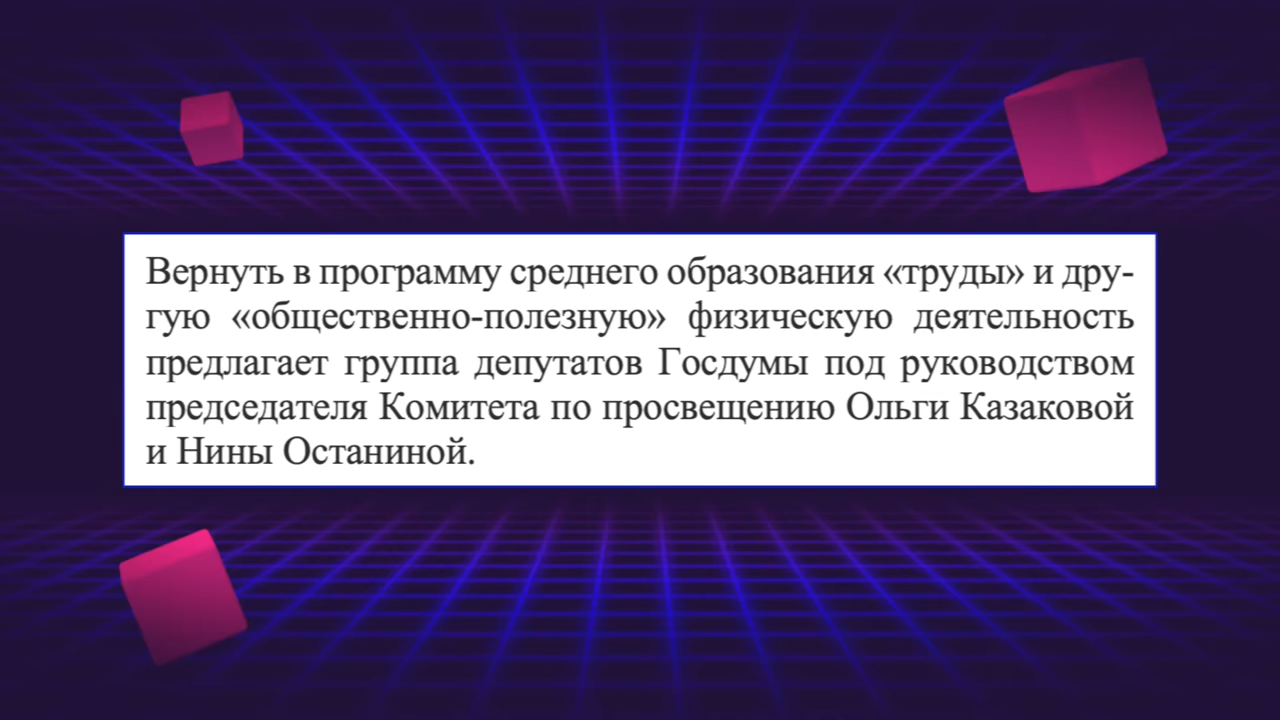 Вернуть в программу среднего образования «труды» и дру-
гую «общественно-полезную» физическую деятельность
предлагает группа депутатов Госдумы под руководством
председателя Комитета по просвещению Ольги Казаковой
и Нины Останиной.